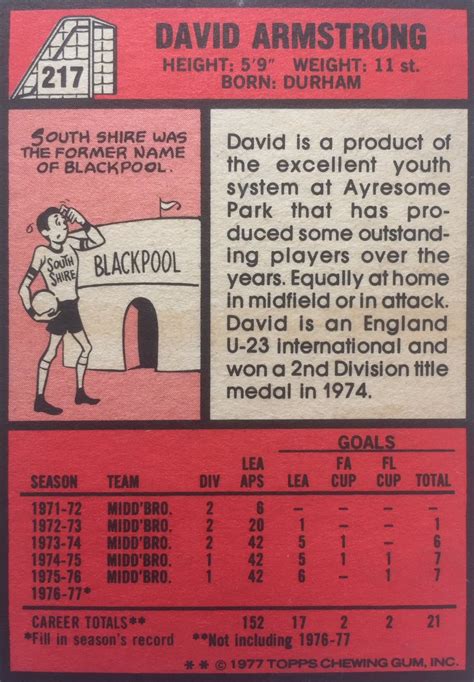 217
DAVID ARMSTRONG
HEIGHT: 5'9" WEIGHT: 11 st.
BORN: DURHAM
SOUTH SHIRE WAS
THE FORMER NAME
OF BLACKPOOL.
SOUTH
SHIRE
BLACKPOOL
David is a product of
the excellent youth
system at Ayresome
Park that has pro-
duced some outstand-
ing players over the
years. Equally at home
in midfield or in attack.
David is an England
U-23 international and
won a 2nd Division title
medal in 1974.
GOALS
LEA FA FL
SEASON TEAM DIV APS LEA CUP CUP TOTAL
1971-72 MIDD'BRO. 2 6 – – – –
1972-73 MIDD'BRO. 2 20 1 – – 1
1973-74 MIDD'BRO. 2 42 5 – 1 6
1974-75 MIDD'BRO. 1 42 5 1 1 7
1975-76 MIDD'BRO. 1 42 6 1 – 7
1976-77*
CAREER TOTALS** 152 17 2 2 21
*Fill in season's record **Not including 1976-77
** © 1977 TOPPS CHEWING GUM, INC.